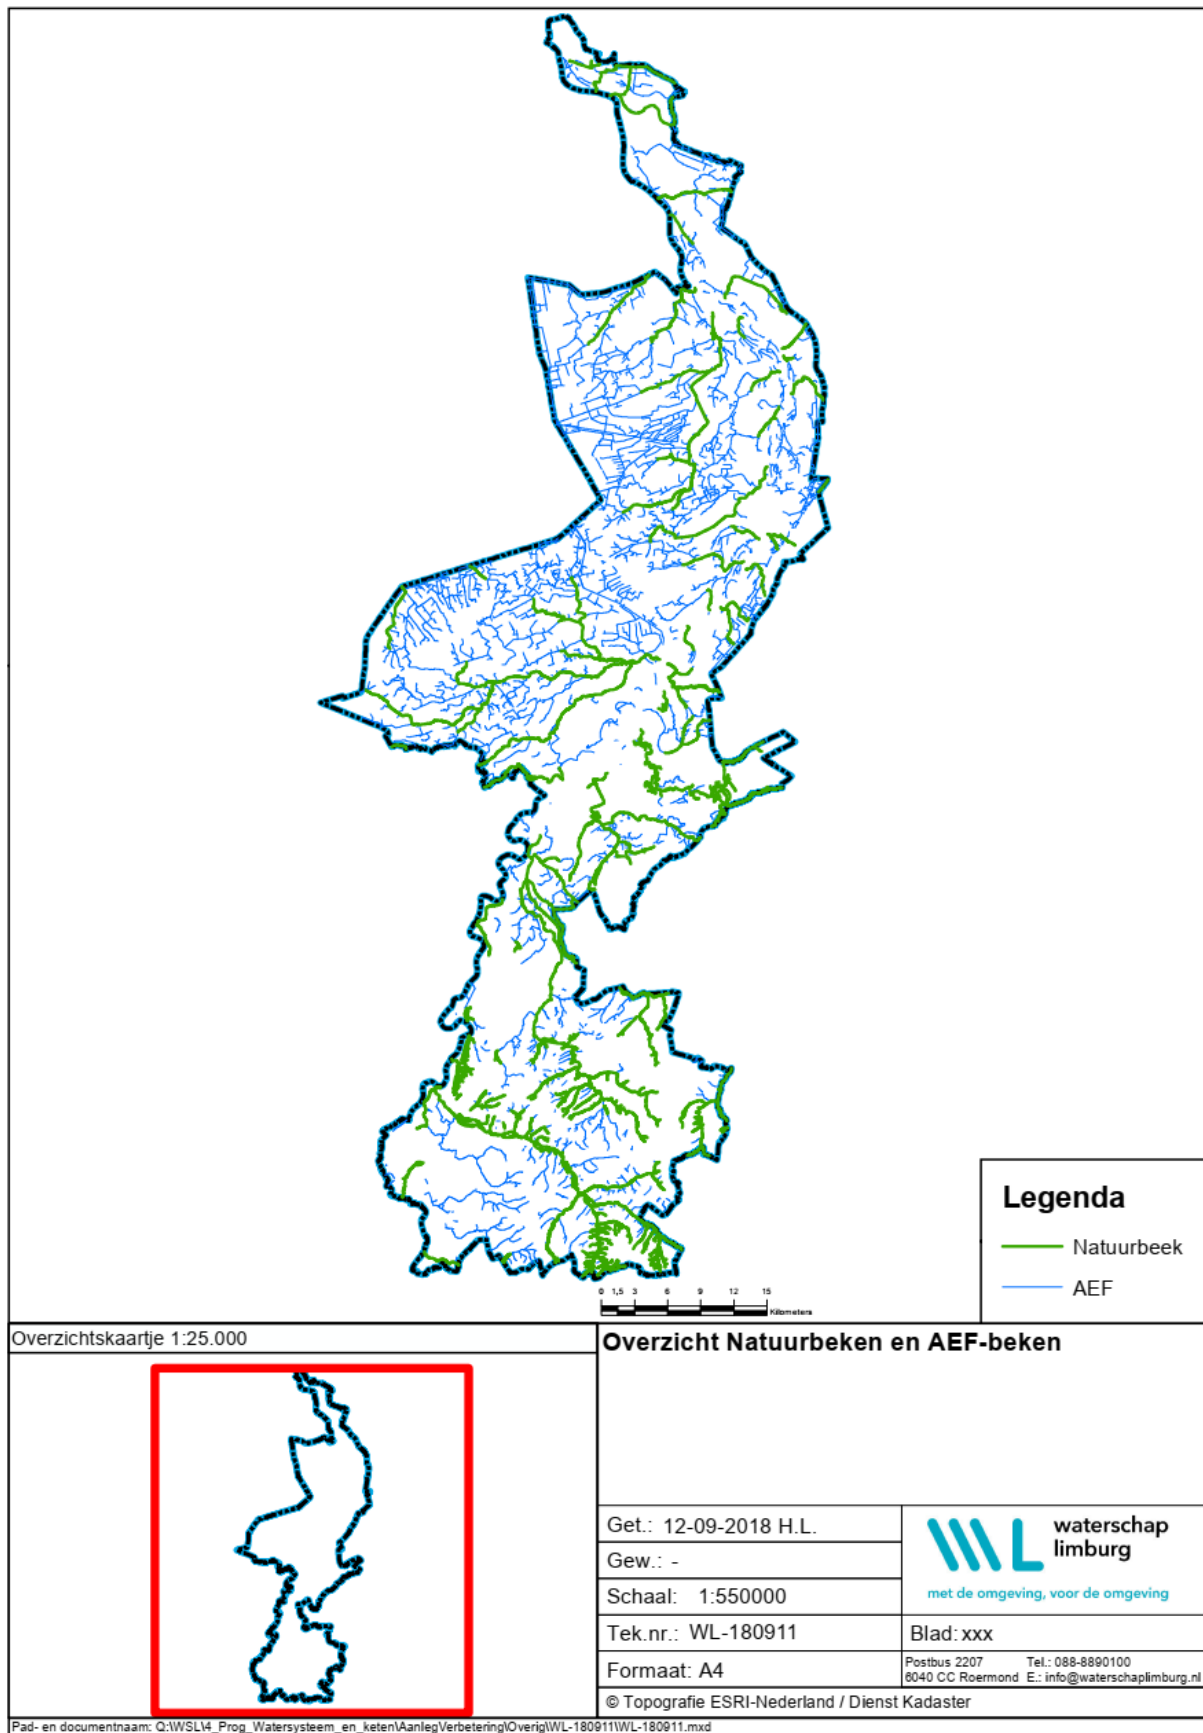 Legenda
Natuurbeek
AEF
0 1,5 3 6 9 12 15
Kilometers
Overzichtskaartje 1:25.000
Overzicht Natuurbeken en AEF-beken
Get.: 12-09-2018 H.L.
Gew.: -
Schaal: 1:550000
Tek.nr.: WL-180911
Formaat: A4
WL waterschap
limburg
met de omgeving, voor de omgeving
Blad: xxx
Postbus 2207 Tel.: 088-8890100
6040 CC Roermond E.: info@waterschaplimburg.nl
© Topografie ESRI-Nederland / Dienst Kadaster
Pad- en documentnaam: Q:\WSL\4_Prog_Watersysteem_en_keten\AanlegVerbetering\Overig\WL-180911\WL-180911.mxd